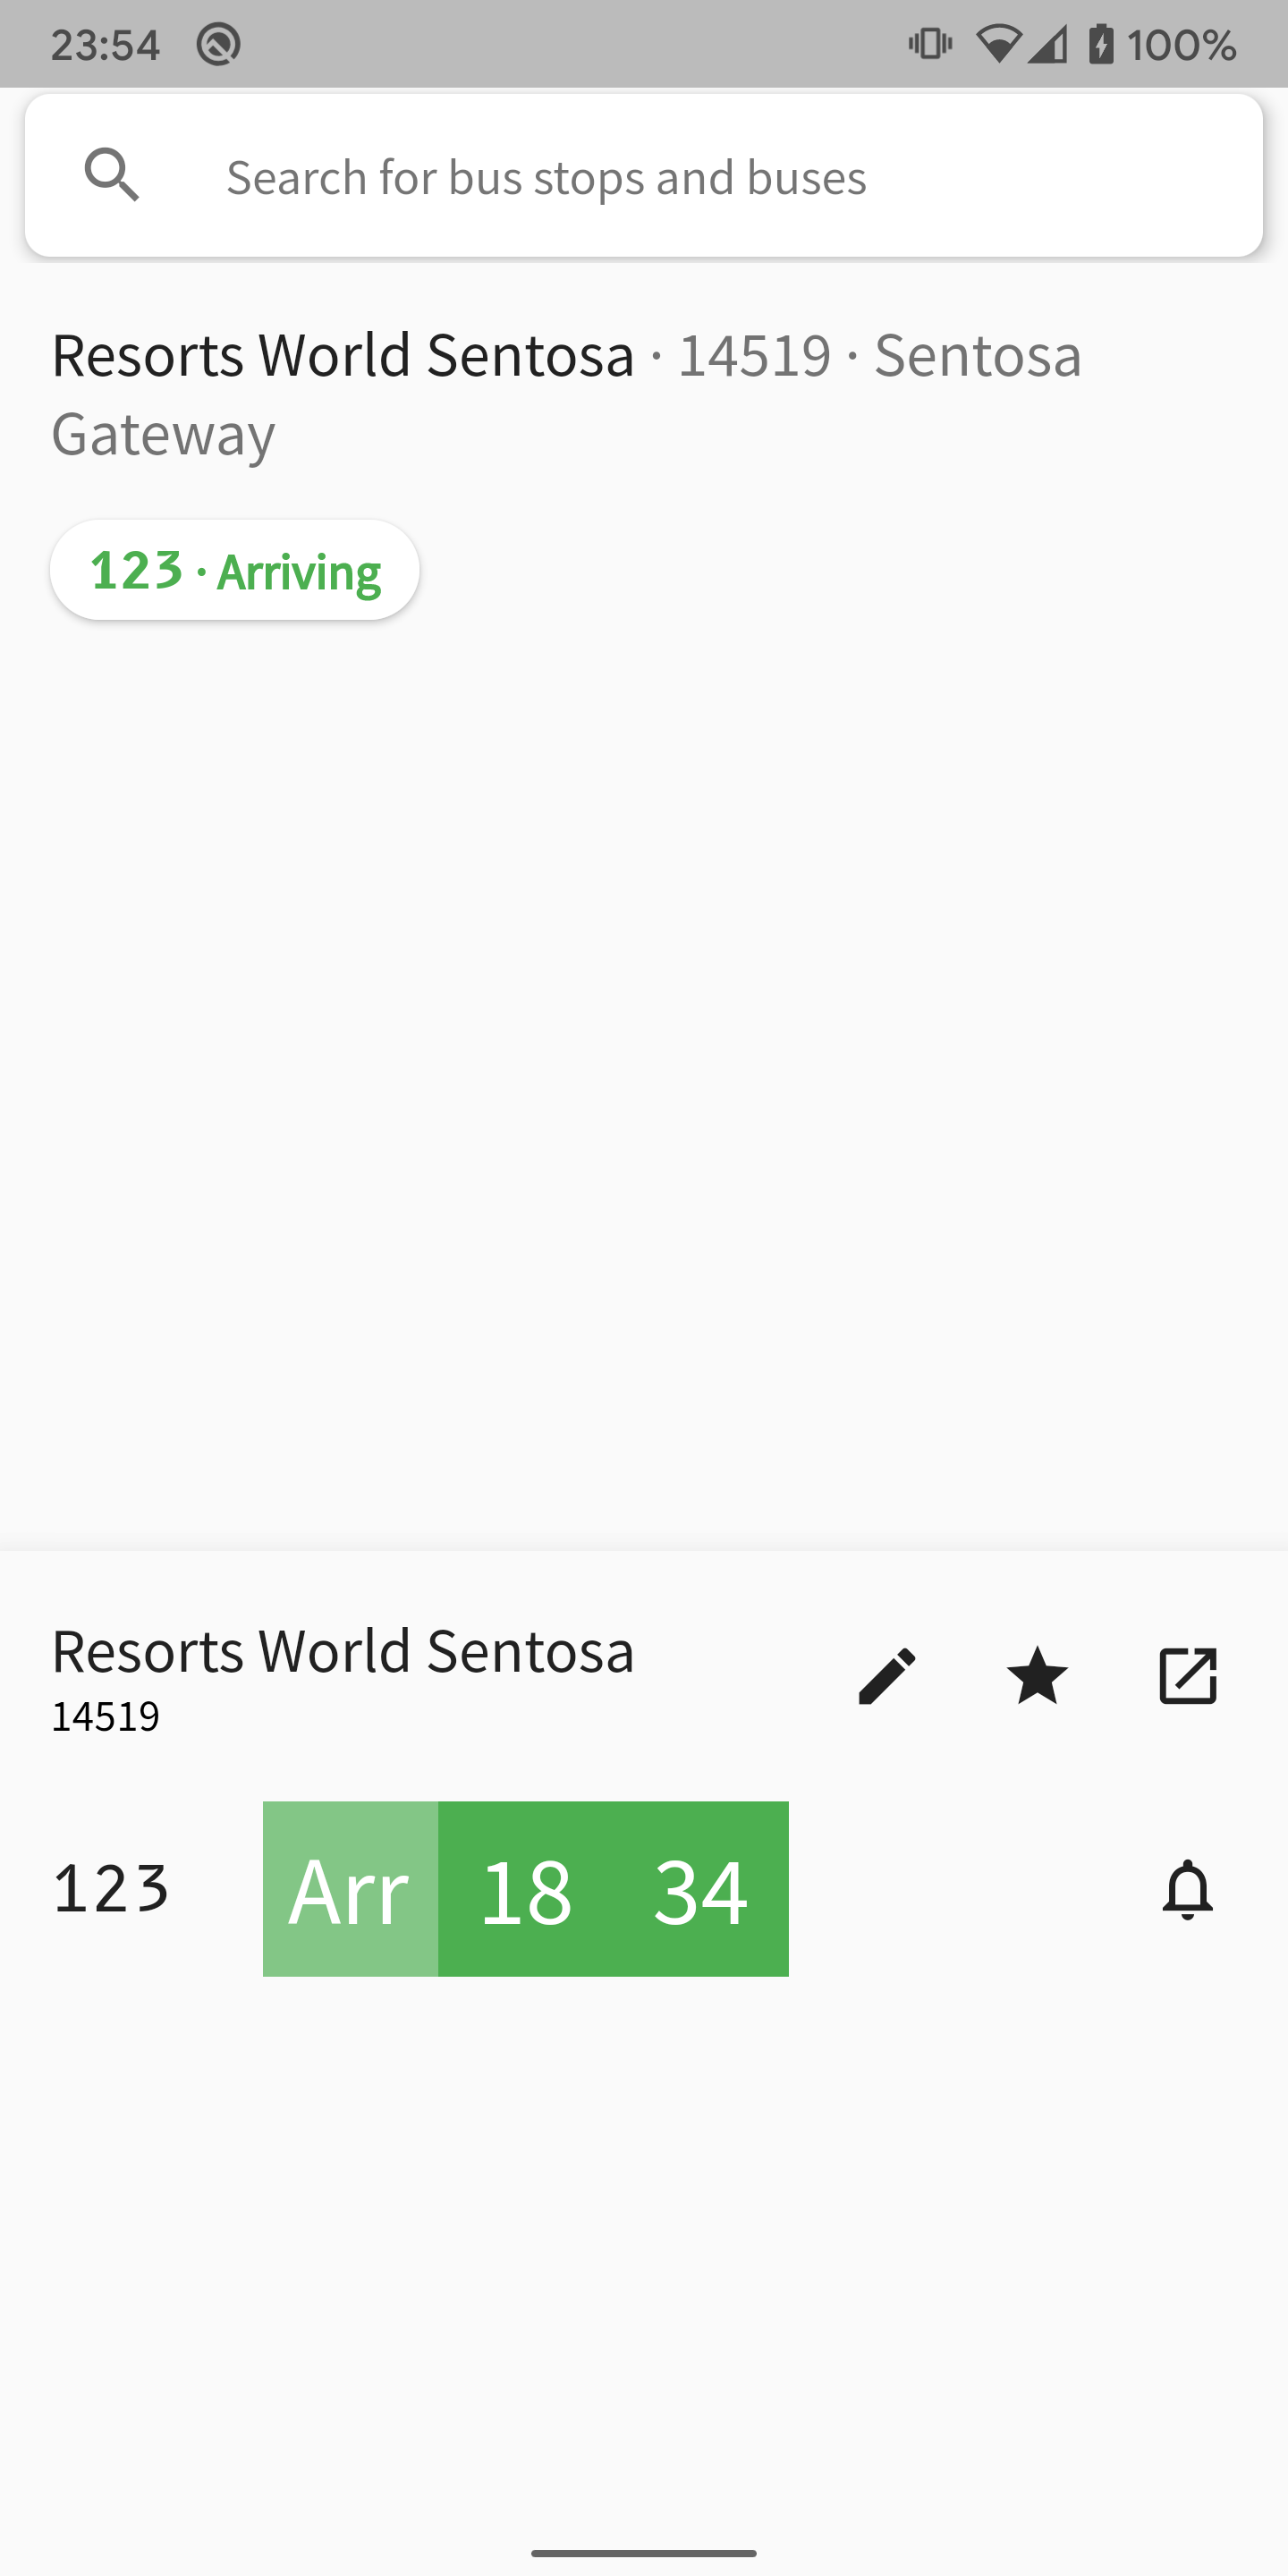 23:54 100%
Search for bus stops and buses
Resorts World Sentosa · 14519 · Sentosa
Gateway
123 · Arriving
Resorts World Sentosa
14519
123 Arr 18 34